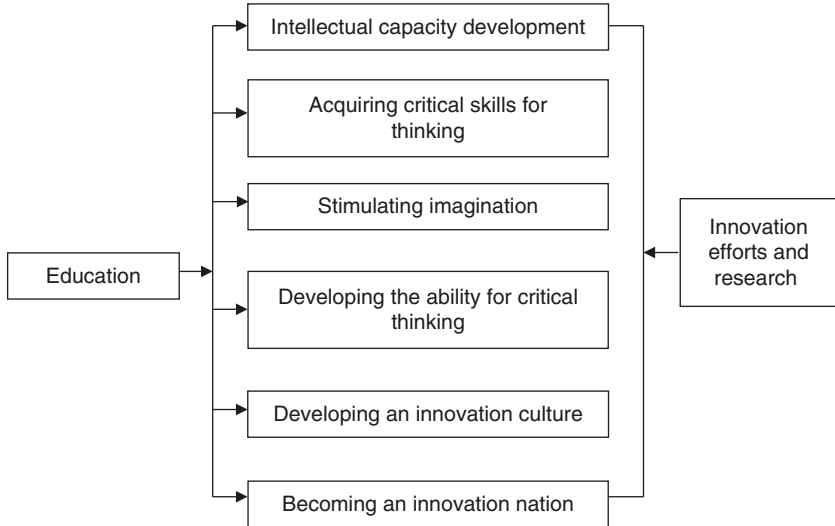 Intellectual capacity development
Acquiring critical skills for
thinking
Stimulating imagination
Education
Developing the ability for critical
thinking
Developing an innovation culture
Becoming an innovation nation
Innovation
efforts and
research